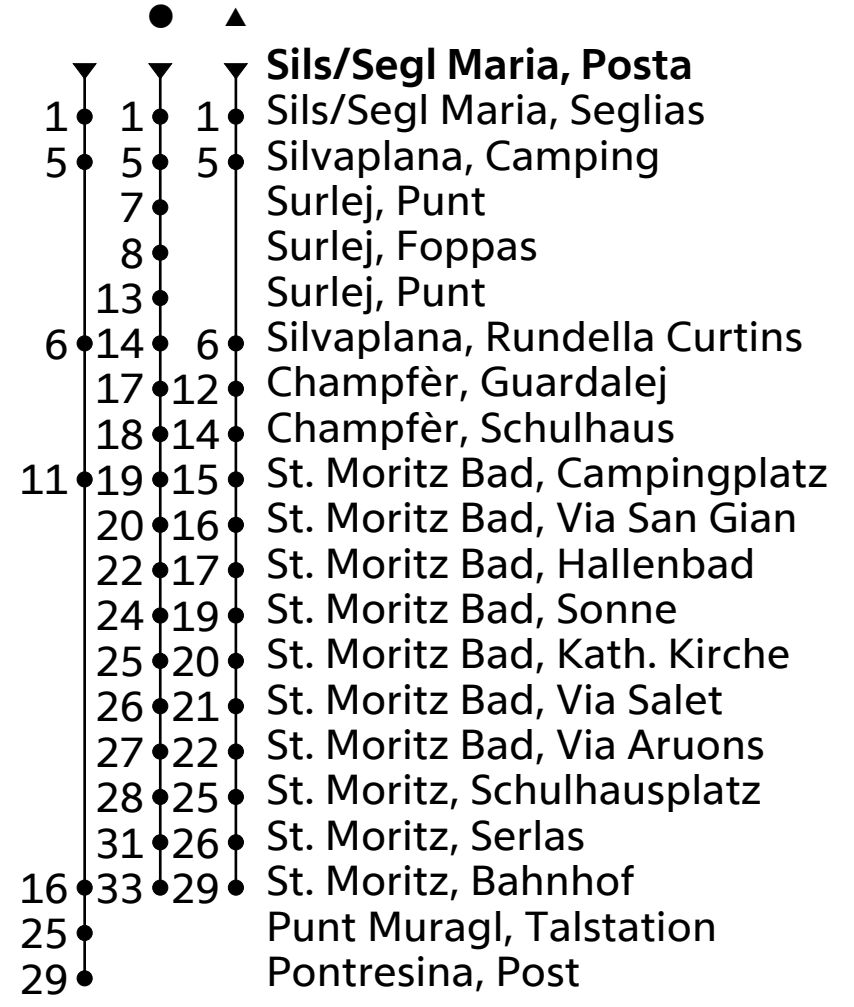 Sils/Segl Maria, Posta
1 1 1 Sils/Segl Maria, Seglias
5 5 5 Silvaplana, Camping
7 Surlej, Punt
8 Surlej, Foppas
13 Surlej, Punt
6 14 6 Silvaplana, Rundella Curtins
17 12 Champfèr, Guardalej
18 14 Champfèr, Schulhaus
11 19 15 St. Moritz Bad, Campingplatz
20 16 St. Moritz Bad, Via San Gian
22 17 St. Moritz Bad, Hallenbad
24 19 St. Moritz Bad, Sonne
25 20 St. Moritz Bad, Kath. Kirche
26 21 St. Moritz Bad, Via Salet
27 22 St. Moritz Bad, Via Aruons
28 25 St. Moritz, Schulhausplatz
31 26 St. Moritz, Serlas
16 33 29 St. Moritz, Bahnhof
25 Punt Muragl, Talstation
29 Pontresina, Post